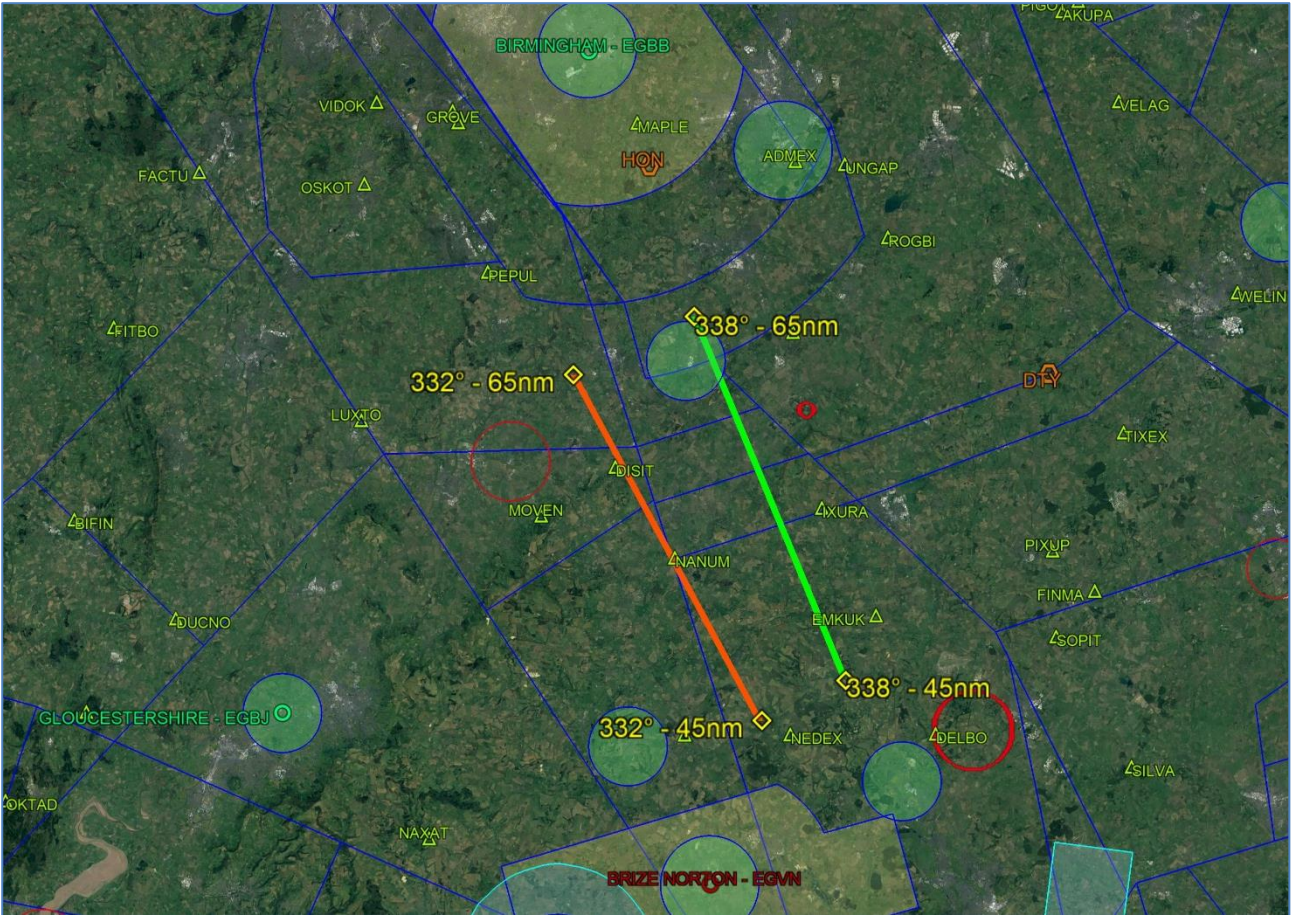 PIGOT
AKUPA
BIRMINGHAM - EGBB
VIDOK
GROVE
MAPLE
VELAG
HON
ADMEX
UNGAP
FACTU
OSKOT
ROGBI
PEPUL
WELIN
FITBO
338° - 65nm
332° - 65nm
DTY
LUXTO
TIXEX
DISIT
BIFIN
MOVEN
IXURA
PIXUP
NANUM
FINMA
DUCNO
EMKUK
SOPIT
338° - 45nm
GLOUCESTERSHIRE - EGBJ
332° - 45nm
NEDEX
DELBO
SILVA
OKTAD
NAXAT
BRIZE NORTON - EGVN